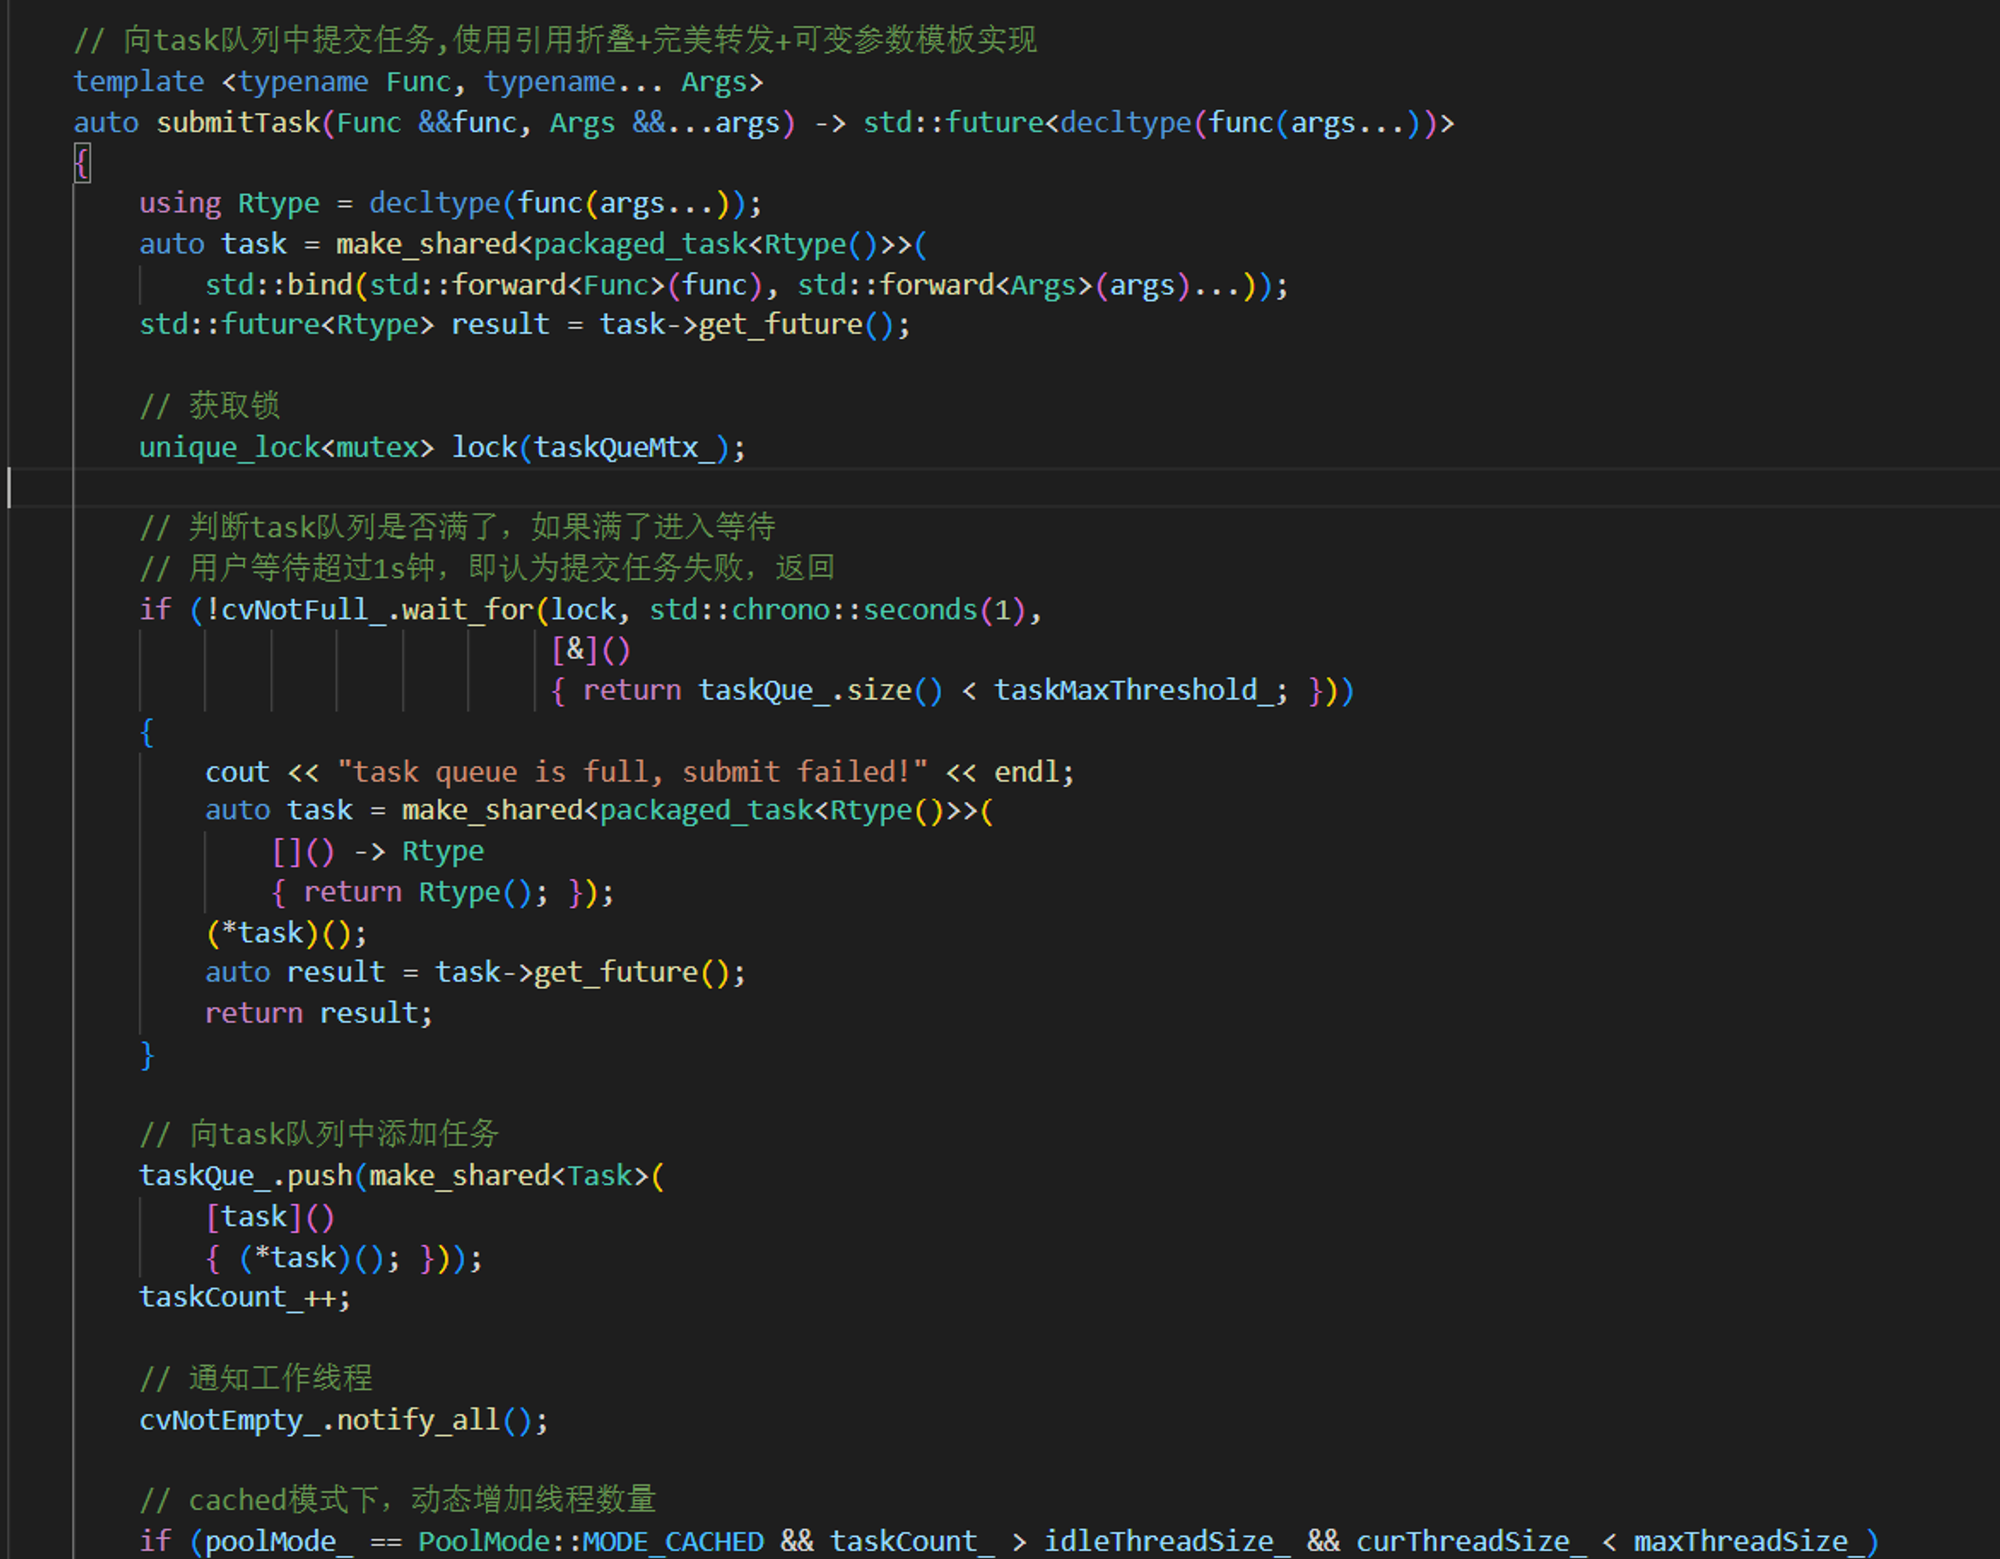 // 向task队列中提交任务,使用引用折叠+完美转发+可变参数模板实现
template <typename Func, typename... Args>
auto submitTask(Func &&func, Args &&...args) -> std::future<decltype(func(args...))>
{
using Rtype = decltype(func(args...));
auto task = make_shared<packaged_task<Rtype()>>(
std::bind(std::forward<Func>(func), std::forward<Args>(args)...));
std::future<Rtype> result = task->get_future();
// 获取锁
unique_lock<mutex> lock(taskQueMtx_);
// 判断task队列是否满了，如果满了进入等待
// 用户等待超过1s钟，即认为提交任务失败，返回
if (!cvNotFull_.wait_for(lock, std::chrono::seconds(1),
[&]()
{ return taskQue_.size() < taskMaxThreshold_; }))
{
cout << "task queue is full, submit failed!" << endl;
auto task = make_shared<packaged_task<Rtype()>>(
[]() -> Rtype
{ return Rtype(); });
(*task)();
auto result = task->get_future();
return result;
}
// 向task队列中添加任务
taskQue_.push(make_shared<Task>(
[task]()
{ (*task)(); }));
taskCount_++;
// 通知工作线程
cvNotEmpty_.notify_all();
// cached模式下，动态增加线程数量
if (poolMode_ == PoolMode::MODE_CACHED && taskCount_ > idleThreadSize_ && curThreadSize_ < maxThreadSize_)